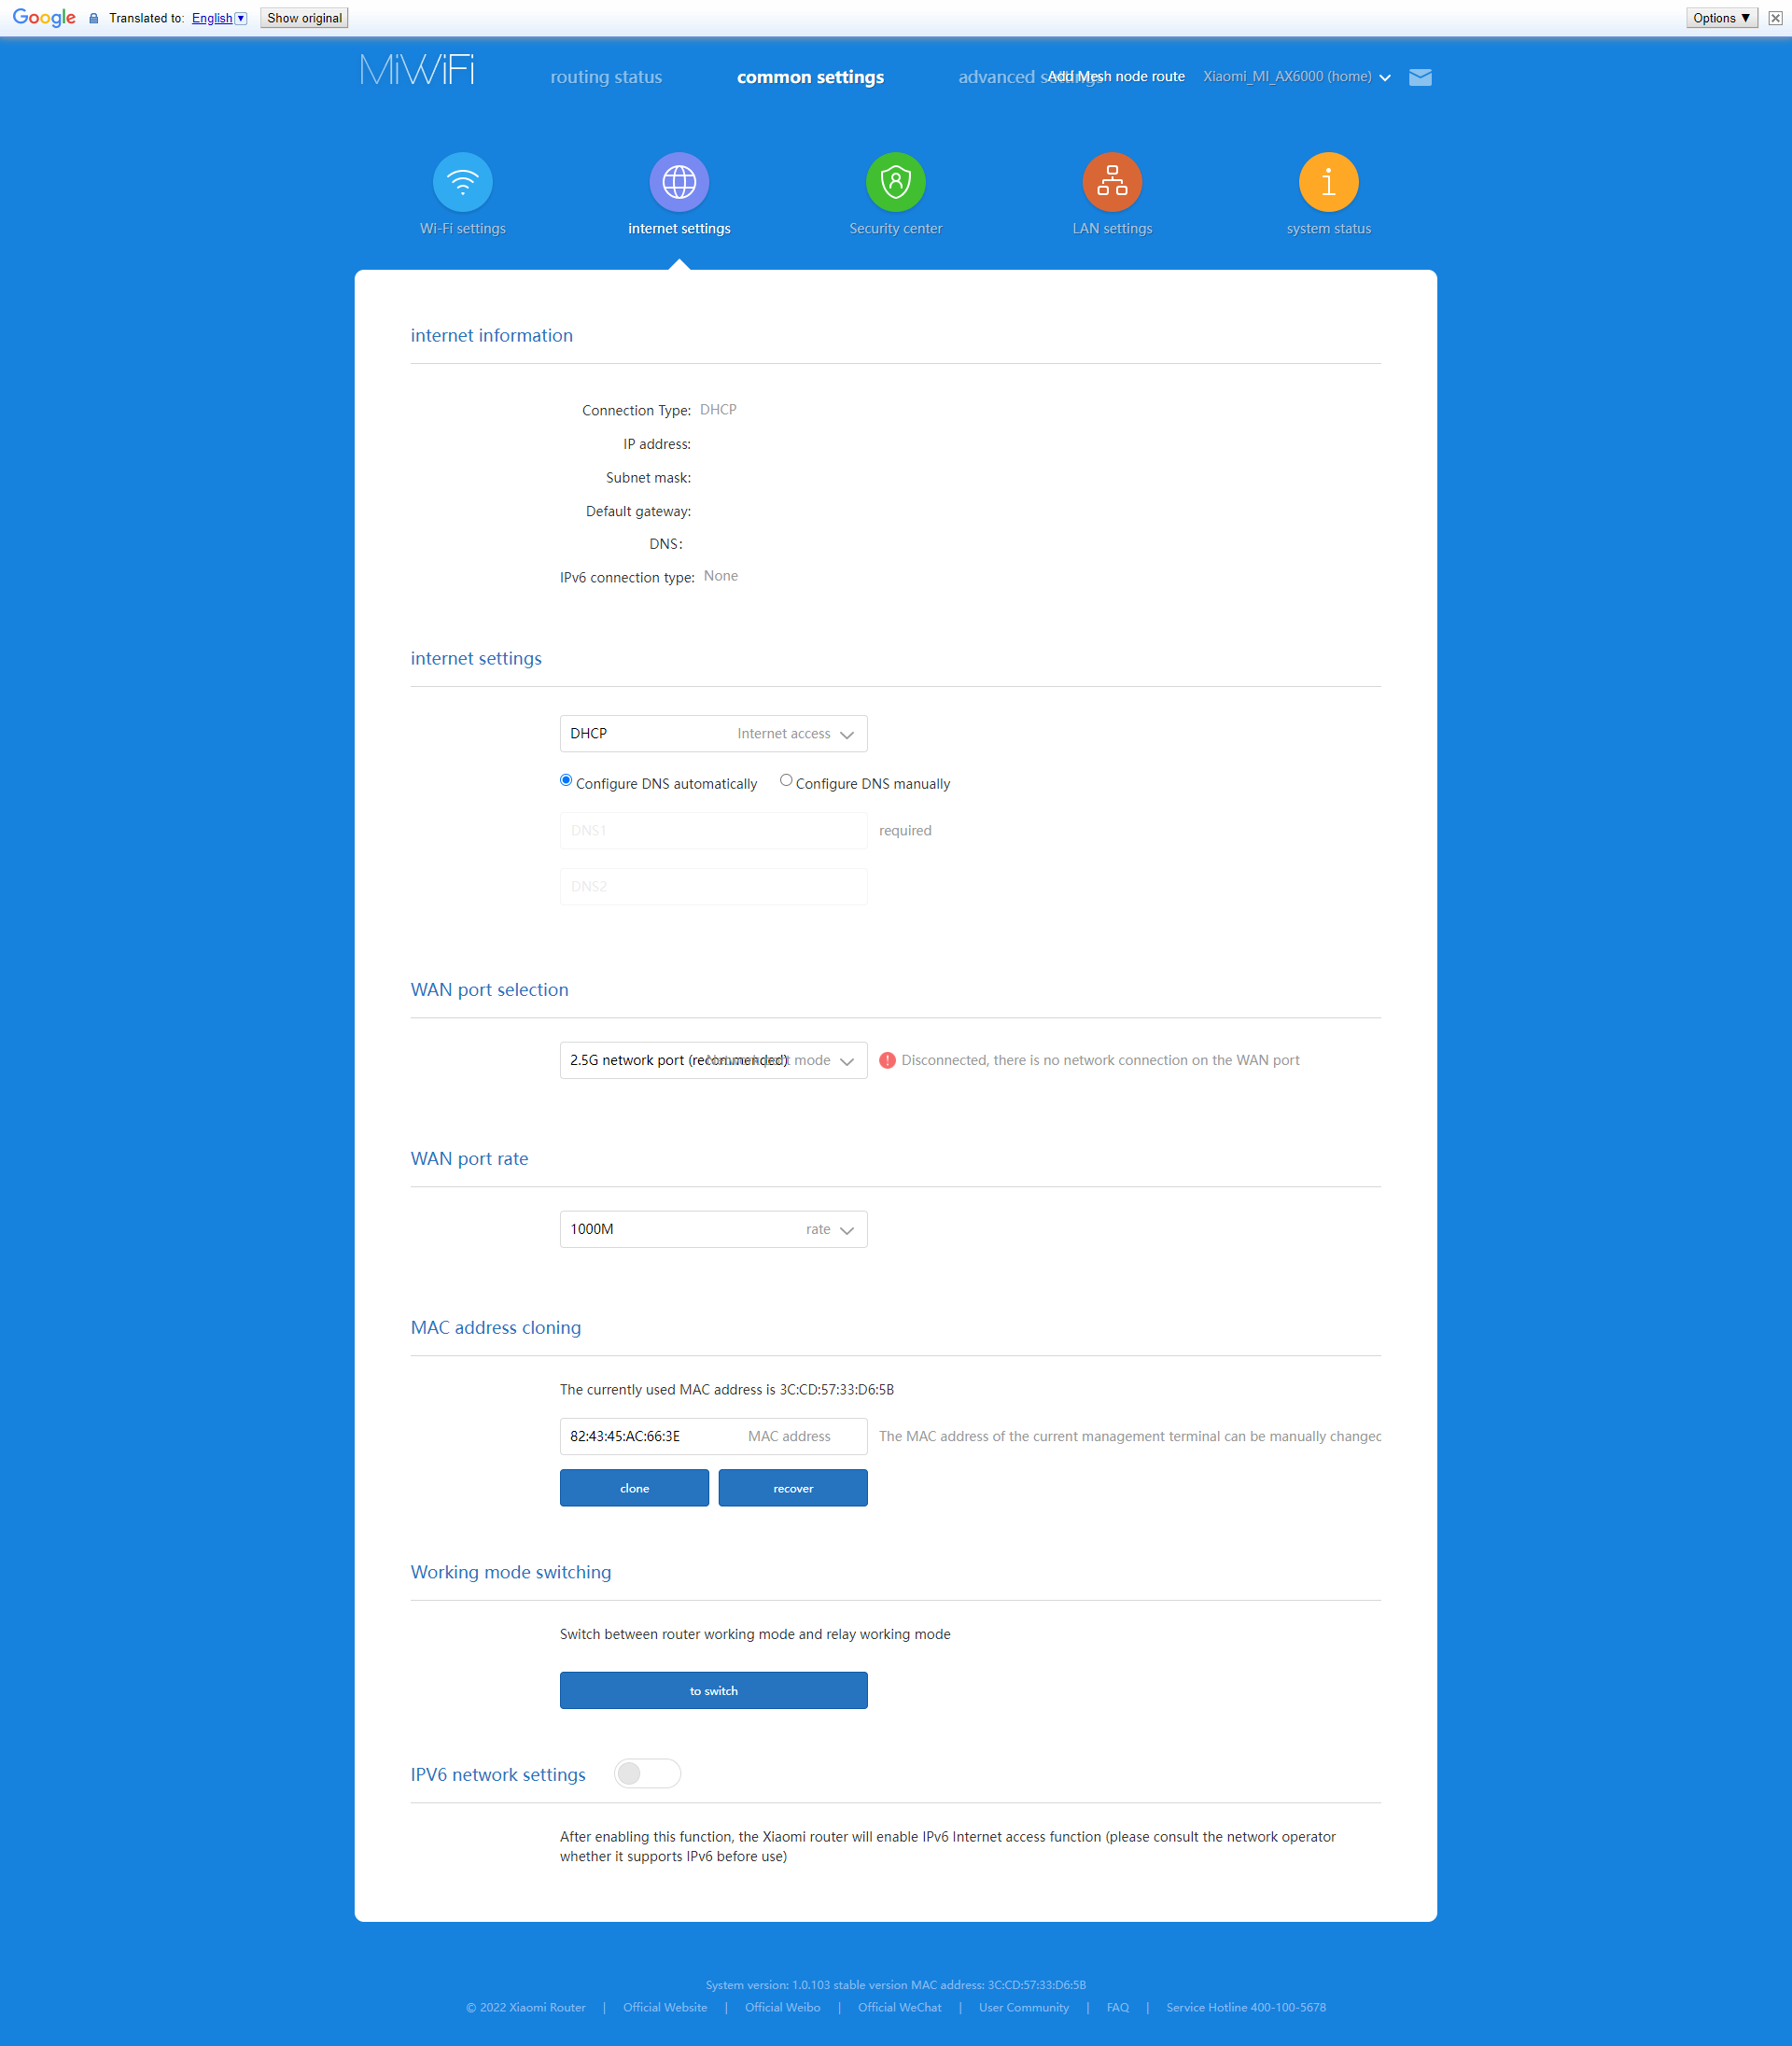 Google Translated to: English Show original Options ▼
MiWiFi routing status common settings advanced settings Add Mesh node route Xiaomi_MI_AX6000 (home)
Wi-Fi settings internet settings Security center LAN settings system status
internet information
Connection Type: DHCP
IP address:
Subnet mask:
Default gateway:
DNS:
IPv6 connection type: None
internet settings
DHCP Internet access
Configure DNS automatically Configure DNS manually
DNS1 required
DNS2
WAN port selection
2.5G network port (recommended) Network port mode Disconnected, there is no network connection on the WAN port
WAN port rate
1000M rate
MAC address cloning
The currently used MAC address is 3C:CD:57:33:D6:5B
82:43:45:AC:66:3E MAC address The MAC address of the current management terminal can be manually changed
clone recover
Working mode switching
Switch between router working mode and relay working mode
to switch
IPV6 network settings
After enabling this function, the Xiaomi router will enable IPv6 Internet access function (please consult the network operator
whether it supports IPv6 before use)
System version: 1.0.103 stable version MAC address: 3C:CD:57:33:D6:5B
© 2022 Xiaomi Router | Official Website | Official Weibo | Official WeChat | User Community | FAQ | Service Hotline 400-100-5678